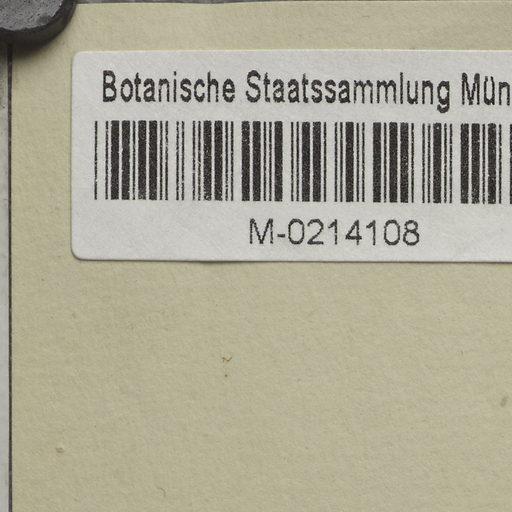 Botanische Staatssammlung Mün
M-0214108